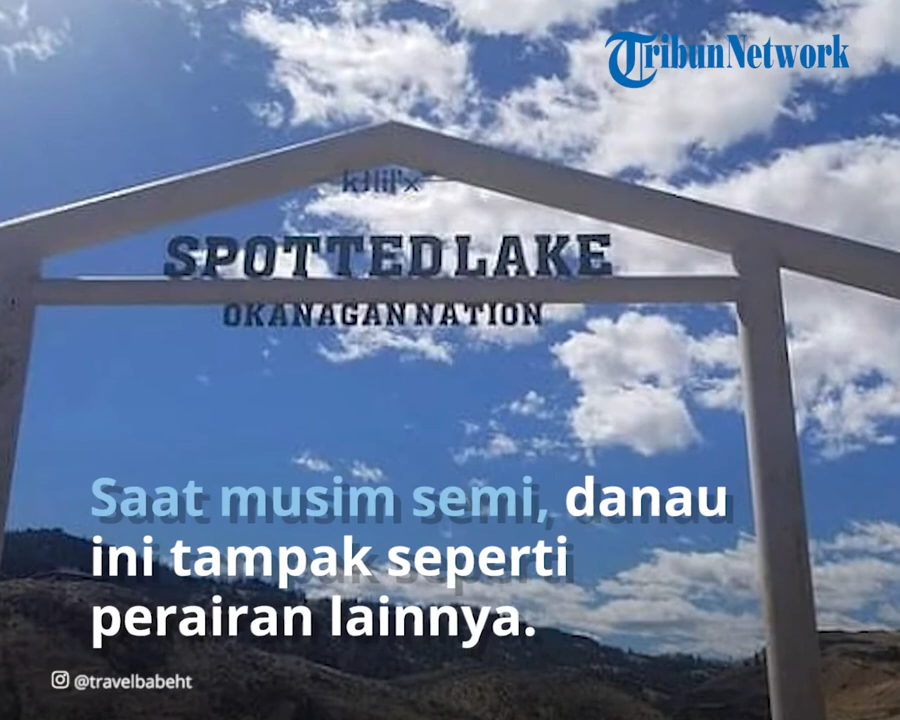 TribunNetwork
SPOTTED LAKE
OKANAGAN NATION
Saat musim semi, danau
ini tampak seperti
perairan lainnya.
@travelbabeht